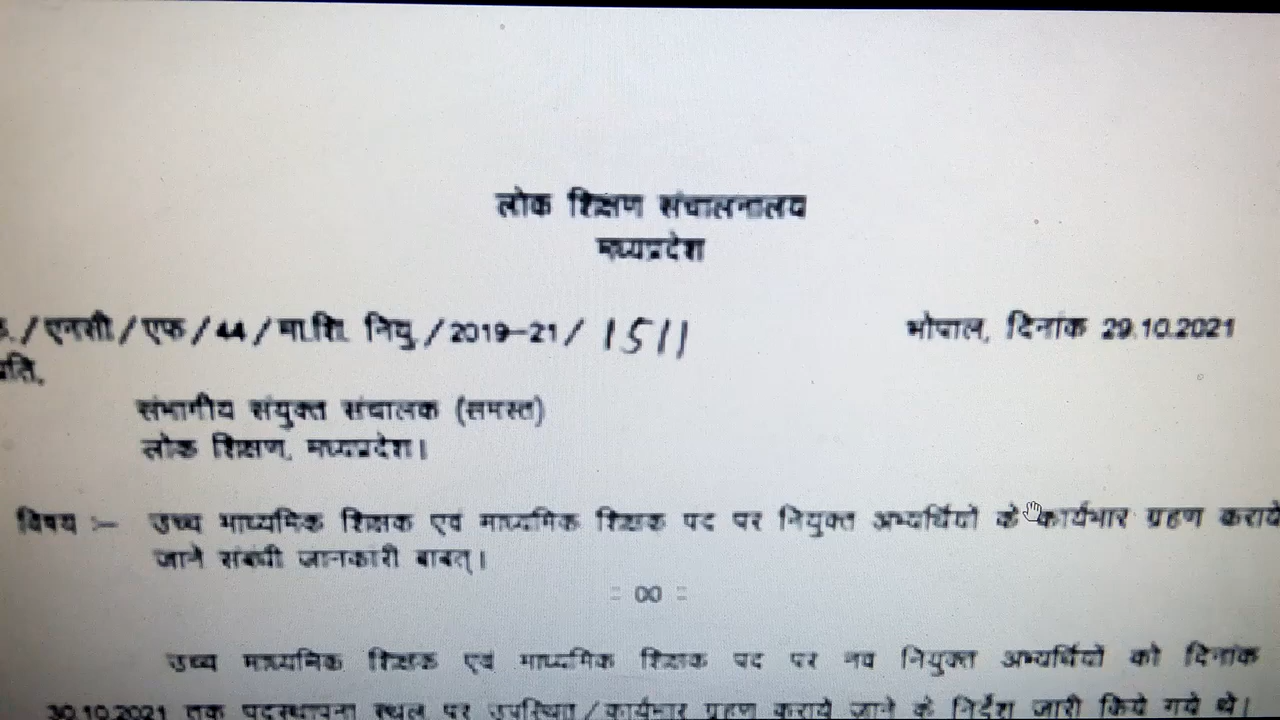 लोक शिक्षण संचालनालय
मध्यप्रदेश
/एनसी/एफ/44/मा.शि. नियु./2019-21/1511
भोपाल, दिनांक 29.10.2021
प्रति,
संभागीय संयुक्त संचालक (समस्त)
लोक शिक्षण, मध्यप्रदेश।
विषय :- उच्च माध्यमिक शिक्षक एवं माध्यमिक शिक्षक पद पर नियुक्त अभ्यर्थियों के कार्यभार ग्रहण कराये
जाने संबंधी जानकारी बाबत्।
= 00 =
उच्च माध्यमिक शिक्षक एवं माध्यमिक शिक्षक पद पर नव नियुक्त अभ्यर्थियों को दिनांक
30.10.2021 तक पदस्थापना स्थल पर उपस्थित/कार्यभार ग्रहण कराये जाने के निर्देश जारी किये गये थे।